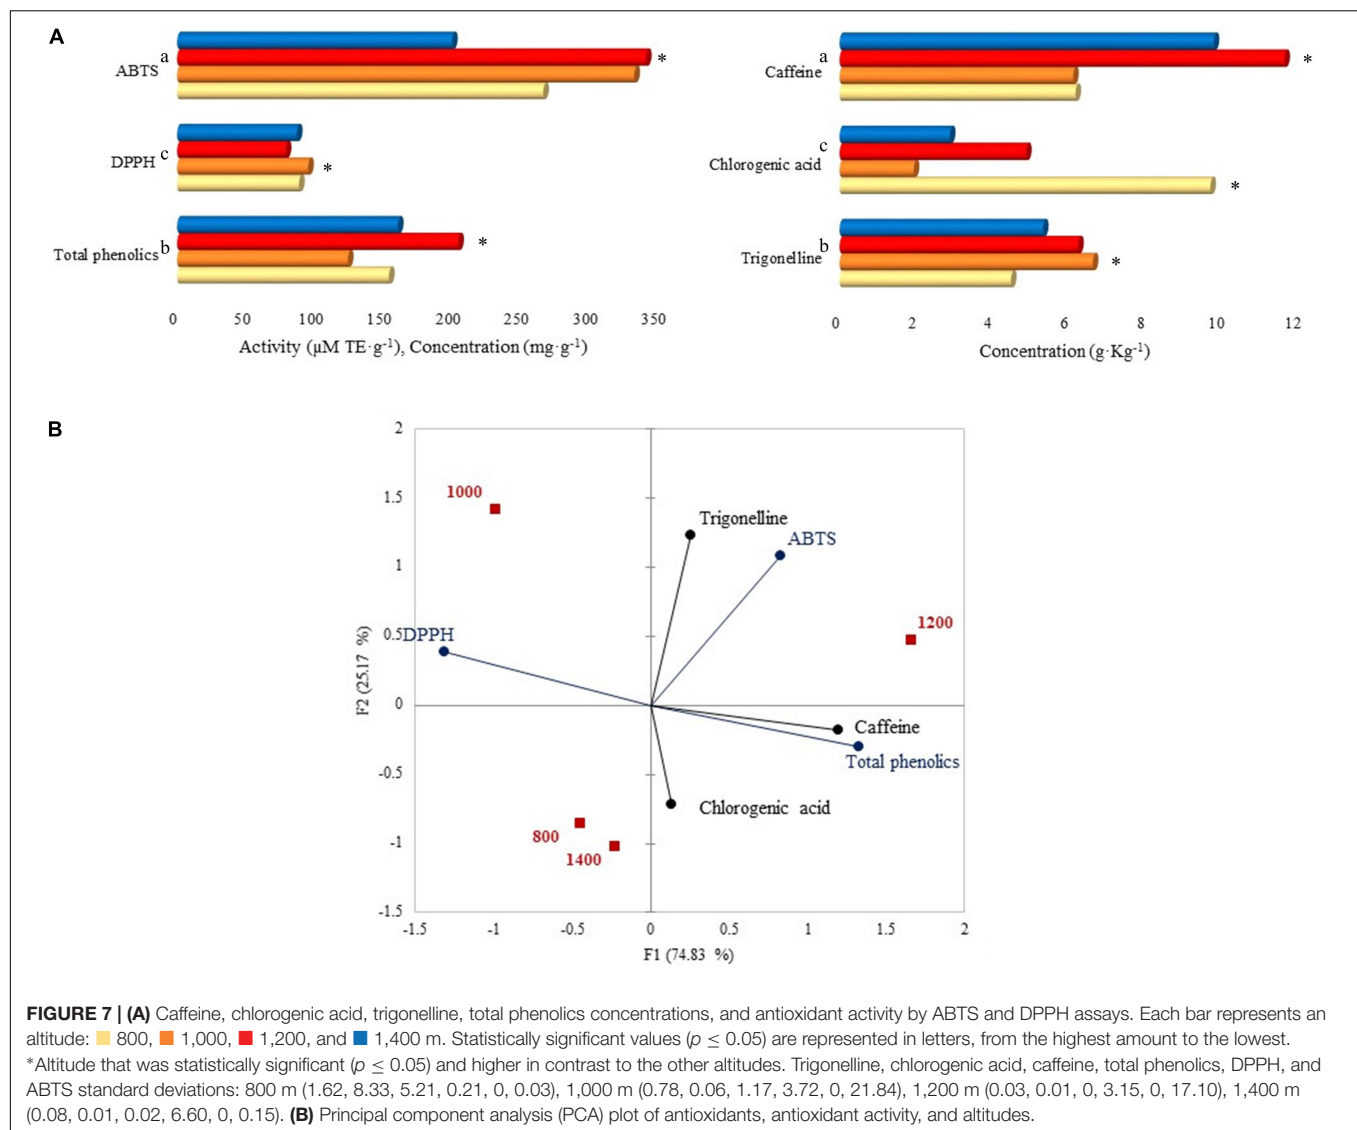 A
ABTS
a
*
DPPH
c
*
Total phenolics
b
*
0 50 100 150 200 250 300 350
Activity (μM TE·g-1), Concentration (mg·g-1)
Caffeine
a
*
Chlorogenic acid
c
*
Trigonelline
b
*
0 2 4 6 8 10 12
Concentration (g·Kg-1)
B
2
1.5
1
0.5
0
-0.5
-1
-1.5
F2 (25.17 %)
1000
Trigonelline
ABTS
1200
DPPH
Caffeine
Total phenolics
Chlorogenic acid
800
1400
-1.5 -1 -0.5 0 0.5 1 1.5 2
F1 (74.83 %)
FIGURE 7 | (A) Caffeine, chlorogenic acid, trigonelline, total phenolics concentrations, and antioxidant activity by ABTS and DPPH assays. Each bar represents an
altitude: 800, 1,000, 1,200, and 1,400 m. Statistically significant values (p ≤ 0.05) are represented in letters, from the highest amount to the lowest.
*Altitude that was statistically significant (p ≤ 0.05) and higher in contrast to the other altitudes. Trigonelline, chlorogenic acid, caffeine, total phenolics, DPPH, and
ABTS standard deviations: 800 m (1.62, 8.33, 5.21, 0.21, 0, 0.03), 1,000 m (0.78, 0.06, 1.17, 3.72, 0, 21.84), 1,200 m (0.03, 0.01, 0, 3.15, 0, 17.10), 1,400 m
(0.08, 0.01, 0.02, 6.60, 0, 0.15). (B) Principal component analysis (PCA) plot of antioxidants, antioxidant activity, and altitudes.